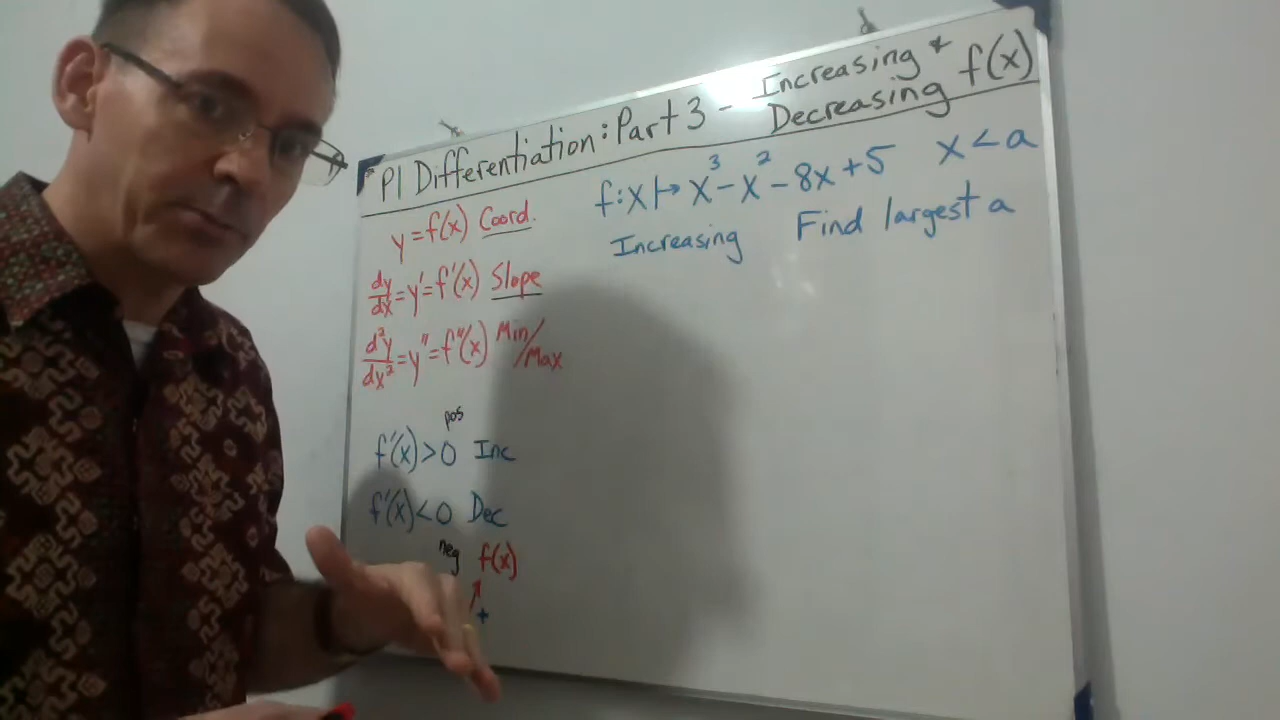 P1 Differentiation: Part 3 - Increasing & Decreasing f(x)
y = f(x) Coord.
dy/dx = y' = f'(x) Slope
d²y/dx² = y" = f"(x) Min/Max
pos
f'(x) > 0 Inc
f'(x) < 0 Dec
neg f(x)
+
f: x ↦ x³ - x² - 8x + 5 x < a
Increasing Find largest a